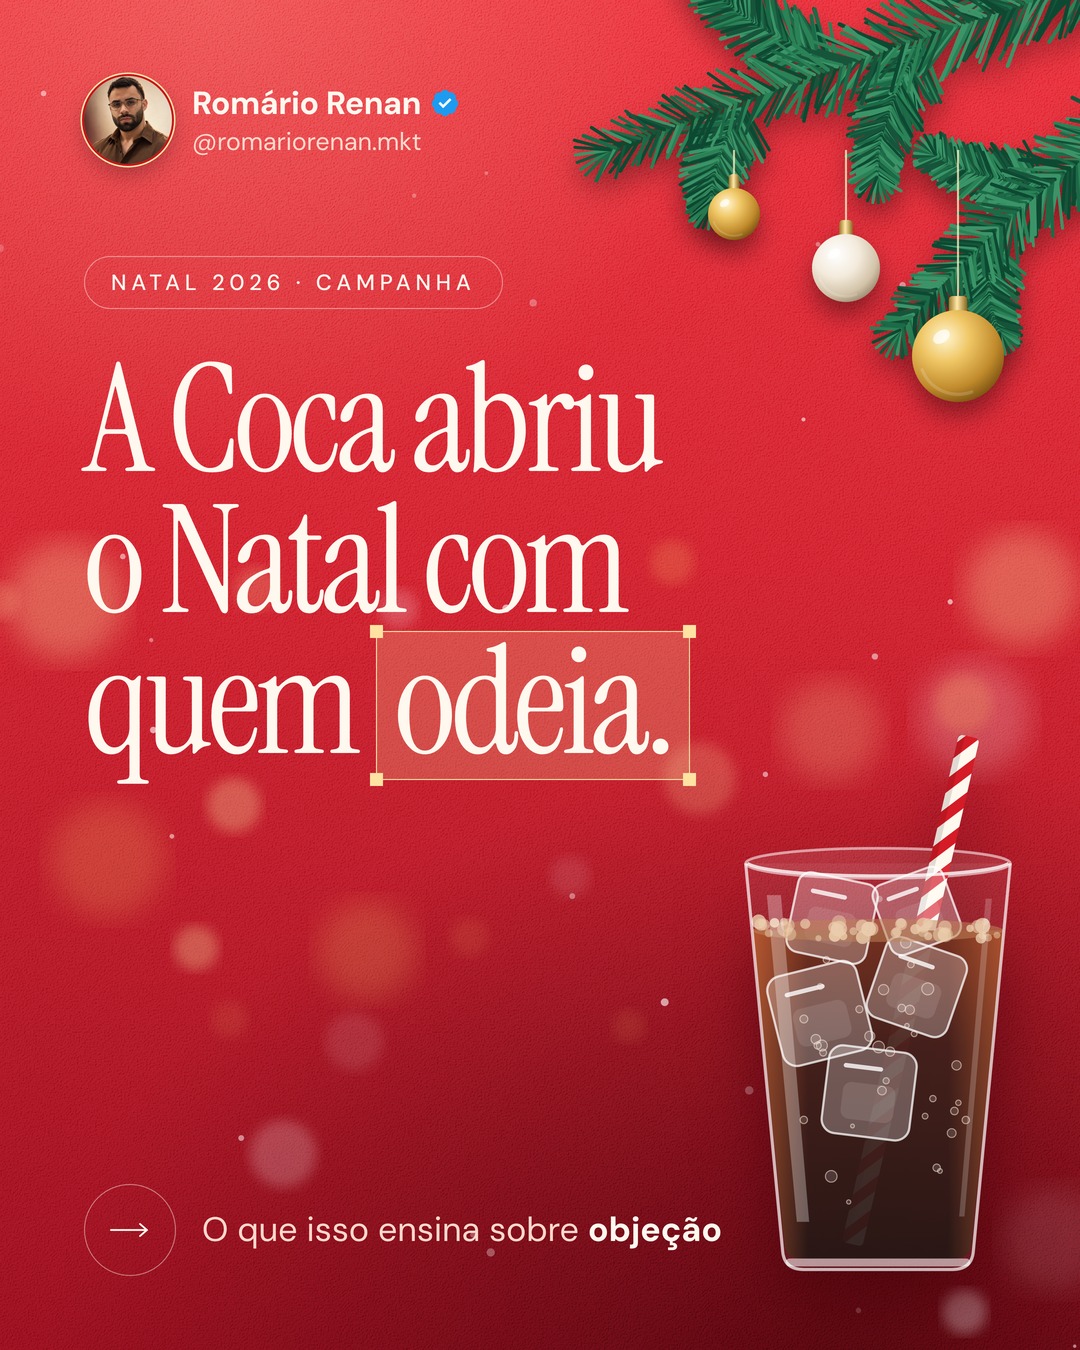 Romário Renan
@romariorenan.mkt
NATAL 2026 · CAMPANHA
A Coca abriu
o Natal com
quem odeia.
O que isso ensina sobre objeção